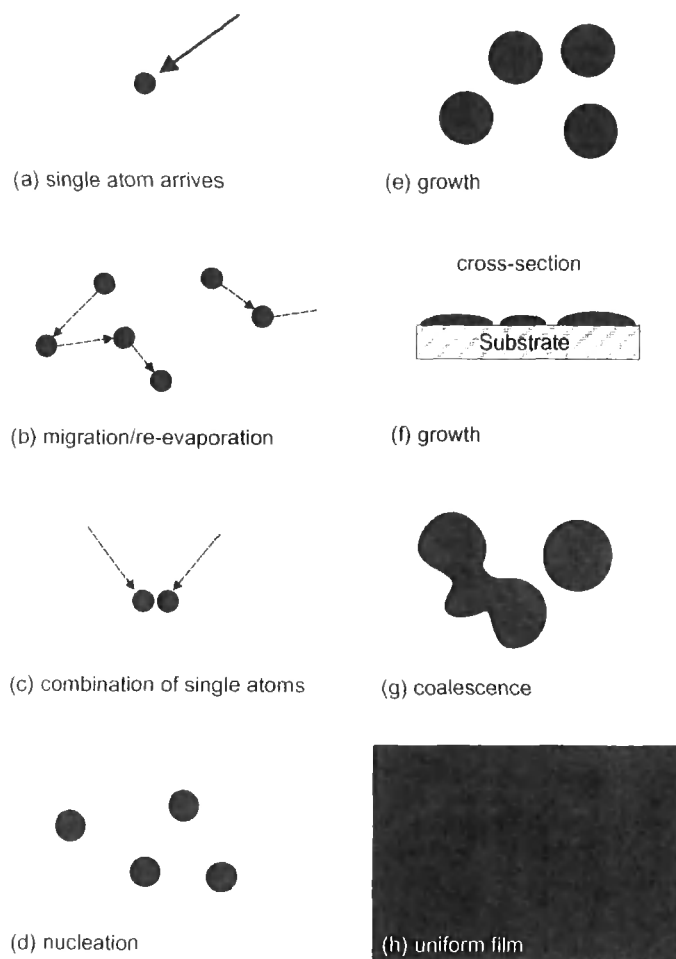 (a) single atom arrives
(b) migration/re-evaporation
(c) combination of single atoms
(d) nucleation
(e) growth
cross-section
Substrate
(f) growth
(g) coalescence
(h) uniform film